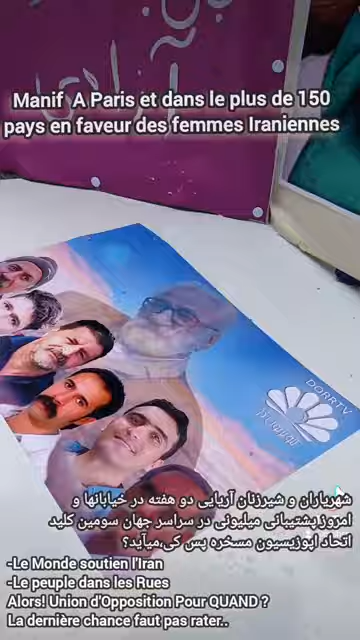 زن
آزادی
Manif A Paris et dans le plus de 150
pays en faveur des femmes Iraniennes
DORRTV
شهریاران و شیرزنان آریایی دو هفته در خیابانها و
امروز پشتیبانی میلیونی در سراسر جهان سومین کلید
اتحاد اپوزیسیون مسخره پس کی،میآید؟
-Le Monde soutien l'Iran
-Le peuple dans les Rues
Alors! Union d'Opposition Pour QUAND ?
La dernière chance faut pas rater..